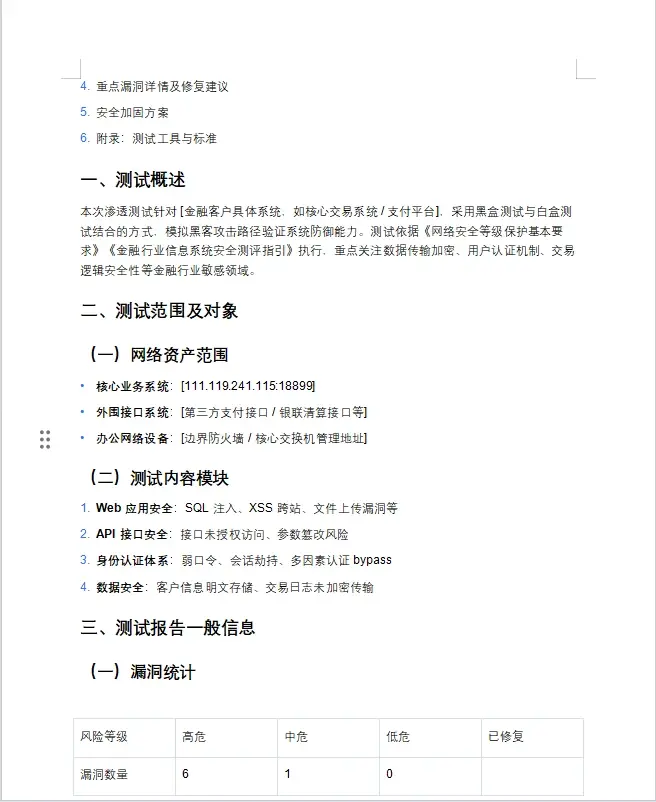 4. 重点漏洞详情及修复建议
5. 安全加固方案
6. 附录：测试工具与标准
一、测试概述
本次渗透测试针对 [金融客户具体系统，如核心交易系统 / 支付平台]，采用黑盒测试与白盒测
试结合的方式，模拟黑客攻击路径验证系统防御能力。测试依据《网络安全等级保护基本要
求》《金融行业信息系统安全测评指引》执行，重点关注数据传输加密、用户认证机制、交易
逻辑安全性等金融行业敏感领域。
二、测试范围及对象
（一）网络资产范围
• 核心业务系统：[111.119.241.115:18899]
• 外围接口系统：[第三方支付接口 / 银联清算接口等]
• 办公网络设备：[边界防火墙 / 核心交换机管理地址]
（二）测试内容模块
1. Web 应用安全：SQL 注入、XSS 跨站、文件上传漏洞等
2. API 接口安全：接口未授权访问、参数篡改风险
3. 身份认证体系：弱口令、会话劫持、多因素认证 bypass
4. 数据安全：客户信息明文存储、交易日志未加密传输
三、测试报告一般信息
（一）漏洞统计
风险等级 高危 中危 低危 已修复
漏洞数量 6 1 0